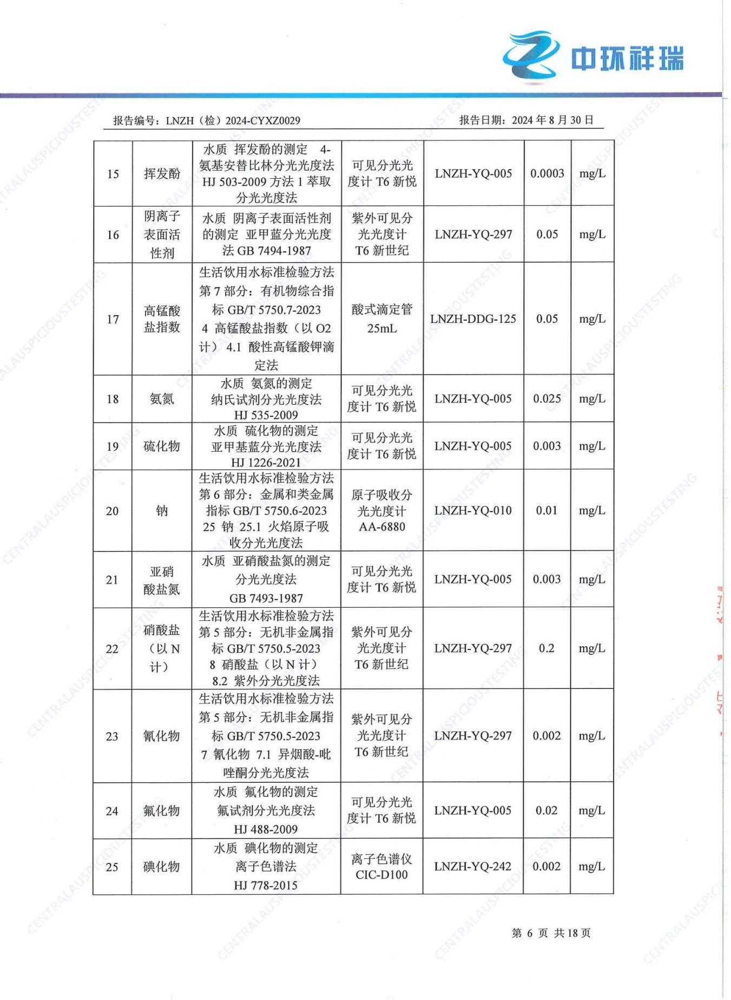 中环祥瑞
报告编号：LNZH（检）2024-CYXZ0029
报告日期：2024 年 8 月 30 日
15
挥发酚
水质 挥发酚的测定 4-
氨基安替比林分光光度法
HJ 503-2009 方法 1 萃取
分光光度法
可见分光光
度计 T6 新悦
LNZH-YQ-005
0.0003
mg/L
16
阴离子
表面活
性剂
水质 阴离子表面活性剂
的测定 亚甲蓝分光光度
法 GB 7494-1987
紫外可见分
光光度计
T6 新世纪
LNZH-YQ-297
0.05
mg/L
17
高锰酸
盐指数
生活饮用水标准检验方法
第 7 部分：有机物综合指
标 GB/T 5750.7-2023
4 高锰酸盐指数（以 O2
计） 4.1 酸性高锰酸钾滴
定法
酸式滴定管
25mL
LNZH-DDG-125
0.05
mg/L
18
氨氮
水质 氨氮的测定
纳氏试剂分光光度法
HJ 535-2009
可见分光光
度计 T6 新悦
LNZH-YQ-005
0.025
mg/L
19
硫化物
水质 硫化物的测定
亚甲基蓝分光光度法
HJ 1226-2021
可见分光光
度计 T6 新悦
LNZH-YQ-005
0.003
mg/L
20
钠
生活饮用水标准检验方法
第 6 部分：金属和类金属
指标 GB/T 5750.6-2023
25 钠 25.1 火焰原子吸
收分光光度法
原子吸收分
光光度计
AA-6880
LNZH-YQ-010
0.01
mg/L
21
亚硝
酸盐氮
水质 亚硝酸盐氮的测定
分光光度法
GB 7493-1987
可见分光光
度计 T6 新悦
LNZH-YQ-005
0.003
mg/L
22
硝酸盐
（以 N
计）
生活饮用水标准检验方法
第 5 部分：无机非金属指
标 GB/T 5750.5-2023
8 硝酸盐（以 N 计）
8.2 紫外分光光度法
紫外可见分
光光度计
T6 新世纪
LNZH-YQ-297
0.2
mg/L
23
氰化物
生活饮用水标准检验方法
第 5 部分：无机非金属指
标 GB/T 5750.5-2023
7 氰化物 7.1 异烟酸-吡
唑酮分光光度法
紫外可见分
光光度计
T6 新世纪
LNZH-YQ-297
0.002
mg/L
24
氟化物
水质 氟化物的测定
氟试剂分光光度法
HJ 488-2009
可见分光光
度计 T6 新悦
LNZH-YQ-005
0.02
mg/L
25
碘化物
水质 碘化物的测定
离子色谱法
HJ 778-2015
离子色谱仪
CIC-D100
LNZH-YQ-242
0.002
mg/L
第 6 页 共 18 页
CENTRALAUSPICIOUSTESTING